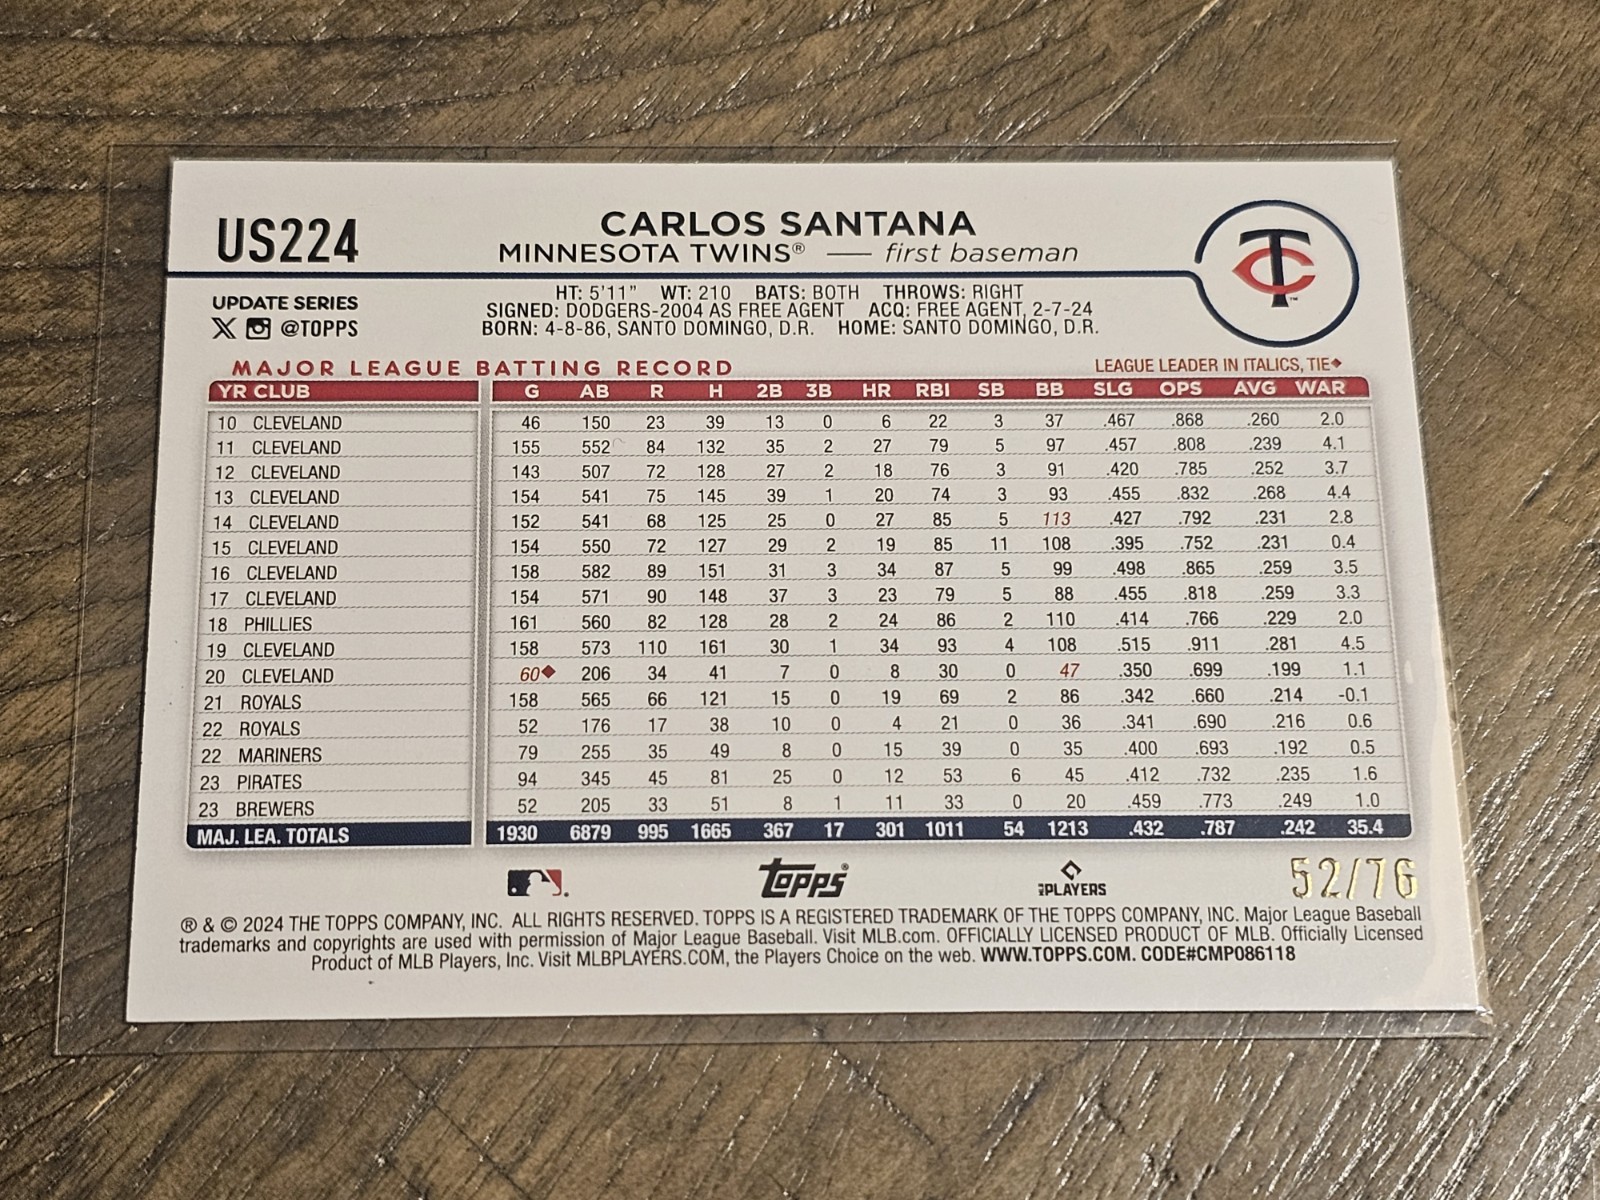 US224
CARLOS SANTANA
MINNESOTA TWINS® — first baseman
TC
™
UPDATE SERIES
@TOPPS
HT: 5'11" WT: 210 BATS: BOTH THROWS: RIGHT
SIGNED: DODGERS-2004 AS FREE AGENT ACQ: FREE AGENT, 2-7-24
BORN: 4-8-86, SANTO DOMINGO, D.R. HOME: SANTO DOMINGO, D.R.
MAJOR LEAGUE BATTING RECORD LEAGUE LEADER IN ITALICS, TIE◆
YR CLUB G AB R H 2B 3B HR RBI SB BB SLG OPS AVG WAR
10 CLEVELAND 46 150 23 39 13 0 6 22 3 37 .467 .868 .260 2.0
11 CLEVELAND 155 552 84 132 35 2 27 79 5 97 .457 .808 .239 4.1
12 CLEVELAND 143 507 72 128 27 2 18 76 3 91 .420 .785 .252 3.7
13 CLEVELAND 154 541 75 145 39 1 20 74 3 93 .455 .832 .268 4.4
14 CLEVELAND 152 541 68 125 25 0 27 85 5 113 .427 .792 .231 2.8
15 CLEVELAND 154 550 72 127 29 2 19 85 11 108 .395 .752 .231 0.4
16 CLEVELAND 158 582 89 151 31 3 34 87 5 99 .498 .865 .259 3.5
17 CLEVELAND 154 571 90 148 37 3 23 79 5 88 .455 .818 .259 3.3
18 PHILLIES 161 560 82 128 28 2 24 86 2 110 .414 .766 .229 2.0
19 CLEVELAND 158 573 110 161 30 1 34 93 4 108 .515 .911 .281 4.5
20 CLEVELAND 60◆ 206 34 41 7 0 8 30 0 47 .350 .699 .199 1.1
21 ROYALS 158 565 66 121 15 0 19 69 2 86 .342 .660 .214 -0.1
22 ROYALS 52 176 17 38 10 0 4 21 0 36 .341 .690 .216 0.6
22 MARINERS 79 255 35 49 8 0 15 39 0 35 .400 .693 .192 0.5
23 PIRATES 94 345 45 81 25 0 12 53 6 45 .412 .732 .235 1.6
23 BREWERS 52 205 33 51 8 1 11 33 0 20 .459 .773 .249 1.0
MAJ. LEA. TOTALS 1930 6879 995 1665 367 17 301 1011 54 1213 .432 .787 .242 35.4
topps® PLAYERS 52/76
® & © 2024 THE TOPPS COMPANY, INC. ALL RIGHTS RESERVED. TOPPS IS A REGISTERED TRADEMARK OF THE TOPPS COMPANY, INC. Major League Baseball
trademarks and copyrights are used with permission of Major League Baseball. Visit MLB.com. OFFICIALLY LICENSED PRODUCT OF MLB. Officially Licensed
Product of MLB Players, Inc. Visit MLBPLAYERS.COM, the Players Choice on the web. WWW.TOPPS.COM. CODE#CMP086118